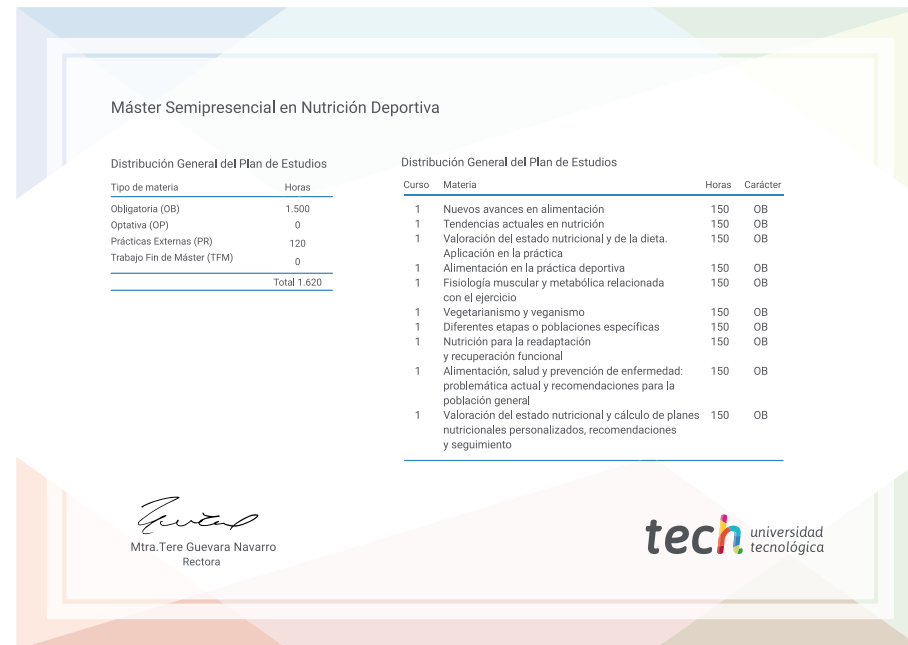 Máster Semipresencial en Nutrición Deportiva
Distribución General del Plan de Estudios
Tipo de materia Horas
Obligatoria (OB) 1.500
Optativa (OP) 0
Prácticas Externas (PR) 120
Trabajo Fin de Máster (TFM) 0
Total 1.620
Distribución General del Plan de Estudios
Curso Materia Horas Carácter
1 Nuevos avances en alimentación 150 OB
1 Tendencias actuales en nutrición 150 OB
1 Valoración del estado nutricional y de la dieta. 150 OB
Aplicación en la práctica
1 Alimentación en la práctica deportiva 150 OB
1 Fisiología muscular y metabólica relacionada 150 OB
con el ejercicio
1 Vegetarianismo y veganismo 150 OB
1 Diferentes etapas o poblaciones específicas 150 OB
1 Nutrición para la readaptación 150 OB
y recuperación funcional
1 Alimentación, salud y prevención de enfermedad: 150 OB
problemática actual y recomendaciones para la
población general
1 Valoración del estado nutricional y cálculo de planes 150 OB
nutricionales personalizados, recomendaciones
y seguimiento
Mtra.Tere Guevara Navarro
Rectora
tech universidad
tecnológica